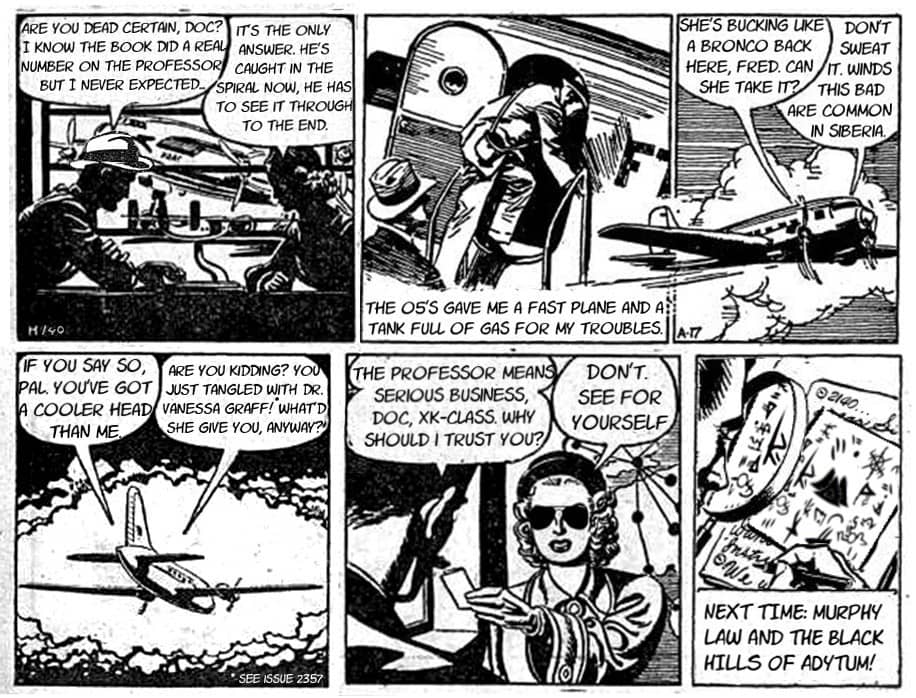 ARE YOU DEAD CERTAIN, DOC?
I KNOW THE BOOK DID A REAL
NUMBER ON THE PROFESSOR
BUT I NEVER EXPECTED...
IT'S THE ONLY
ANSWER. HE'S
CAUGHT IN THE
SPIRAL NOW, HE HAS
TO SEE IT THROUGH
TO THE END.
H/40
THE O5'S GAVE ME A FAST PLANE AND A
TANK FULL OF GAS FOR MY TROUBLES.
SHE'S BUCKING LIKE
A BRONCO BACK
HERE, FRED. CAN
SHE TAKE IT?
DON'T
SWEAT
IT. WINDS
THIS BAD
ARE COMMON
IN SIBERIA.
A-17
IF YOU SAY SO,
PAL. YOU'VE GOT
A COOLER HEAD
THAN ME.
ARE YOU KIDDING? YOU
JUST TANGLED WITH DR.
VANESSA GRAFF!* WHAT'D
SHE GIVE YOU, ANYWAY?
*SEE ISSUE 2357
THE PROFESSOR MEANS
SERIOUS BUSINESS,
DOC, XK-CLASS. WHY
SHOULD I TRUST YOU?
DON'T.
SEE FOR
YOURSELF
NEXT TIME: MURPHY
LAW AND THE BLACK
HILLS OF ADYTUM!